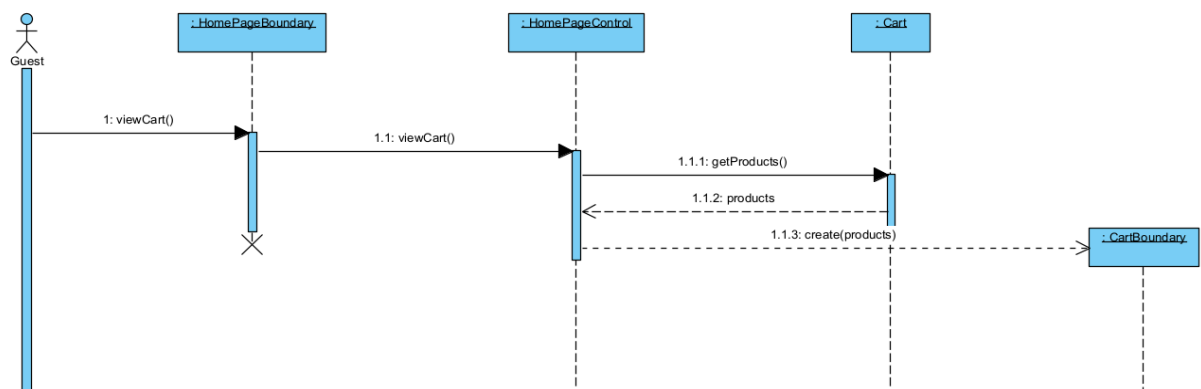 : HomePageBoundary
: HomePageControl
: Cart
Guest
1: viewCart()
1.1: viewCart()
1.1.1: getProducts()
1.1.2: products
1.1.3: create(products)
: CartBoundary